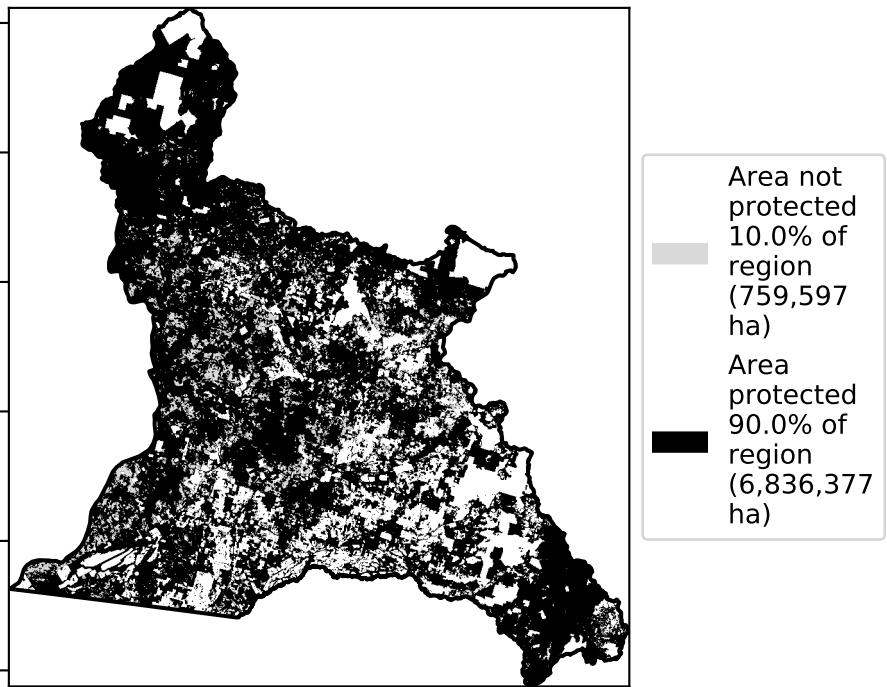 Area not
protected
10.0% of
region
(759,597
ha)
Area
protected
90.0% of
region
(6,836,377
ha)